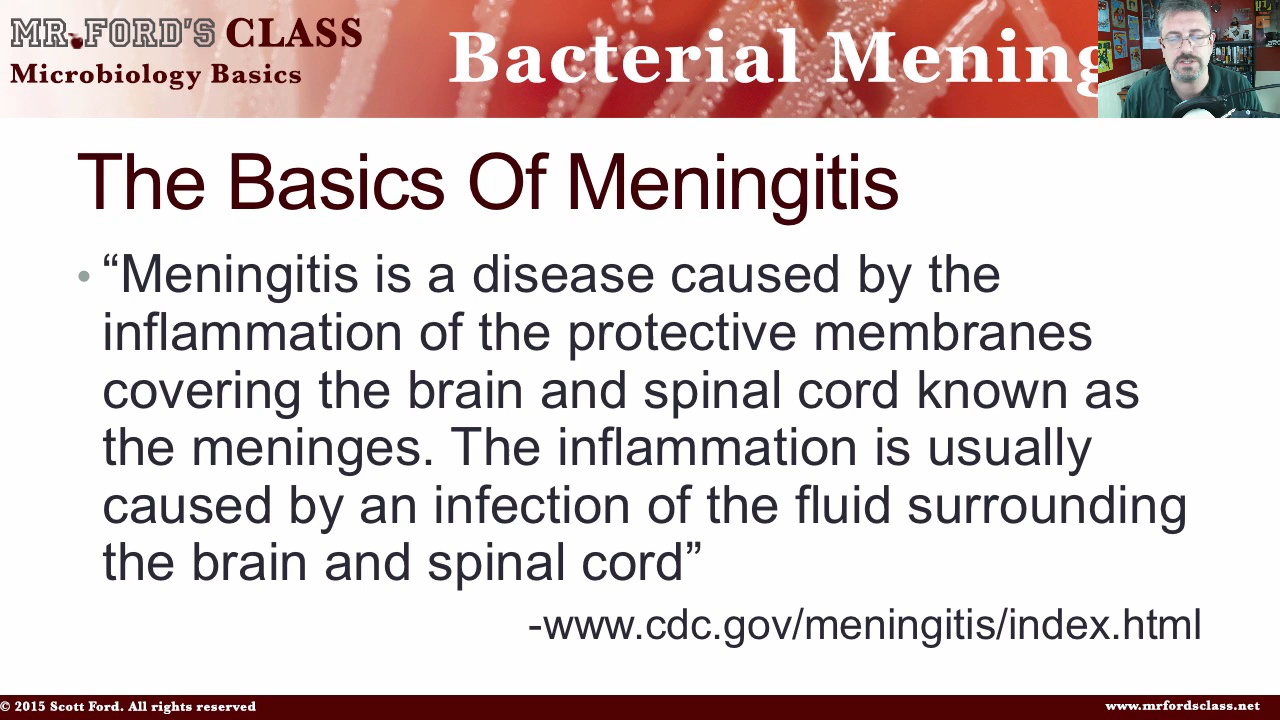 MR. FORD'S CLASS
Microbiology Basics
Bacterial Mening
The Basics Of Meningitis
• “Meningitis is a disease caused by the
inflammation of the protective membranes
covering the brain and spinal cord known as
the meninges. The inflammation is usually
caused by an infection of the fluid surrounding
the brain and spinal cord”
-www.cdc.gov/meningitis/index.html
© 2015 Scott Ford. All rights reserved
www.mrfordsclass.net